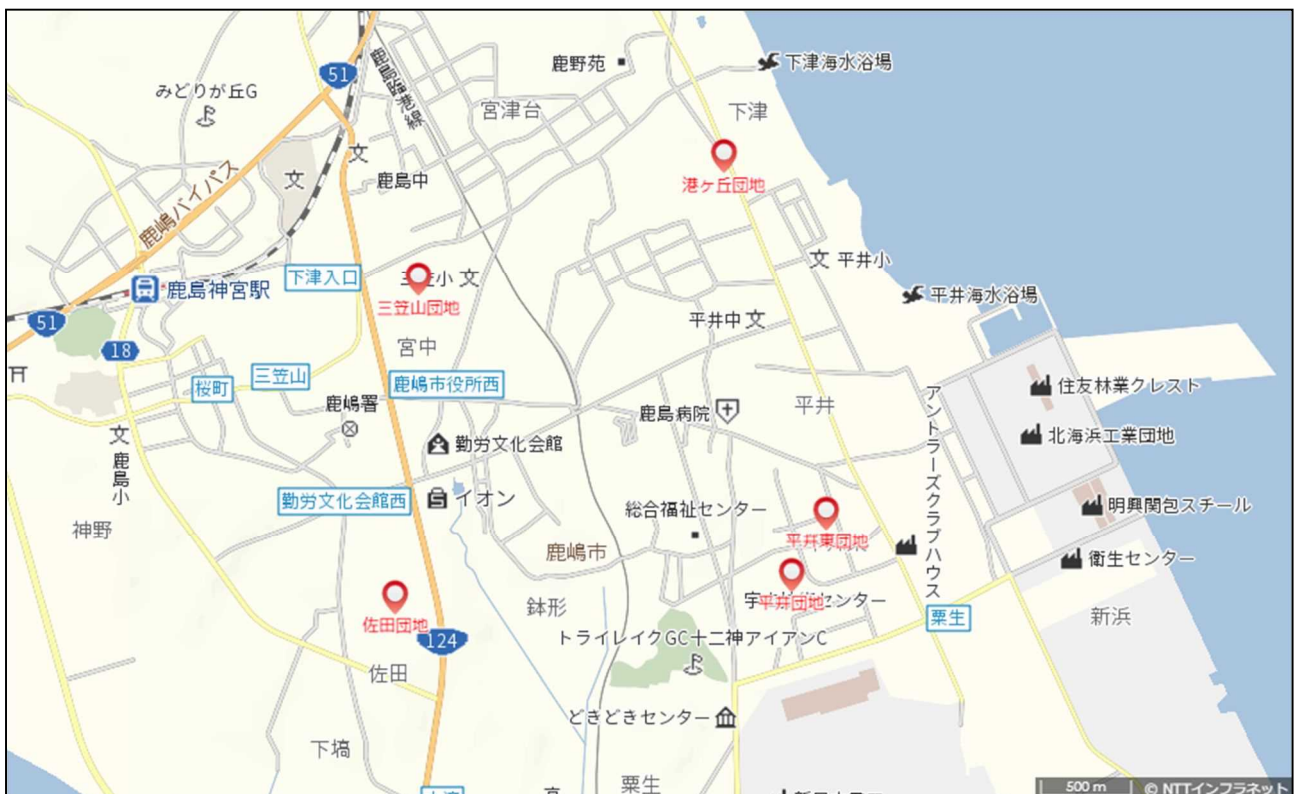 51
鹿島臨港線
鹿野苑
下津海水浴場
みどりが丘G
宮津台
下津
鹿島中
港ヶ丘団地
鹿嶋バイパス
下津入口
鹿島神宮駅
三笠小
三笠山団地
平井小
平井海水浴場
51
18
宮中
平井中
桜町
三笠山
鹿嶋市役所西
鹿嶋署
鹿島病院
平井
アントラーズクラブハウス
住友林業クレスト
北海浜工業団地
勤労文化会館
鹿島小
勤労文化会館西
イオン
総合福祉センター
明興関包スチール
神野
鹿嶋市
平井東団地
衛生センター
佐田団地
鉢形
平井団地
センター
粟生
新浜
124
トライレイクGC十二神アイアンC
佐田
どきどきセンター
下塙
粟生
500 m
© NTTインフラネット